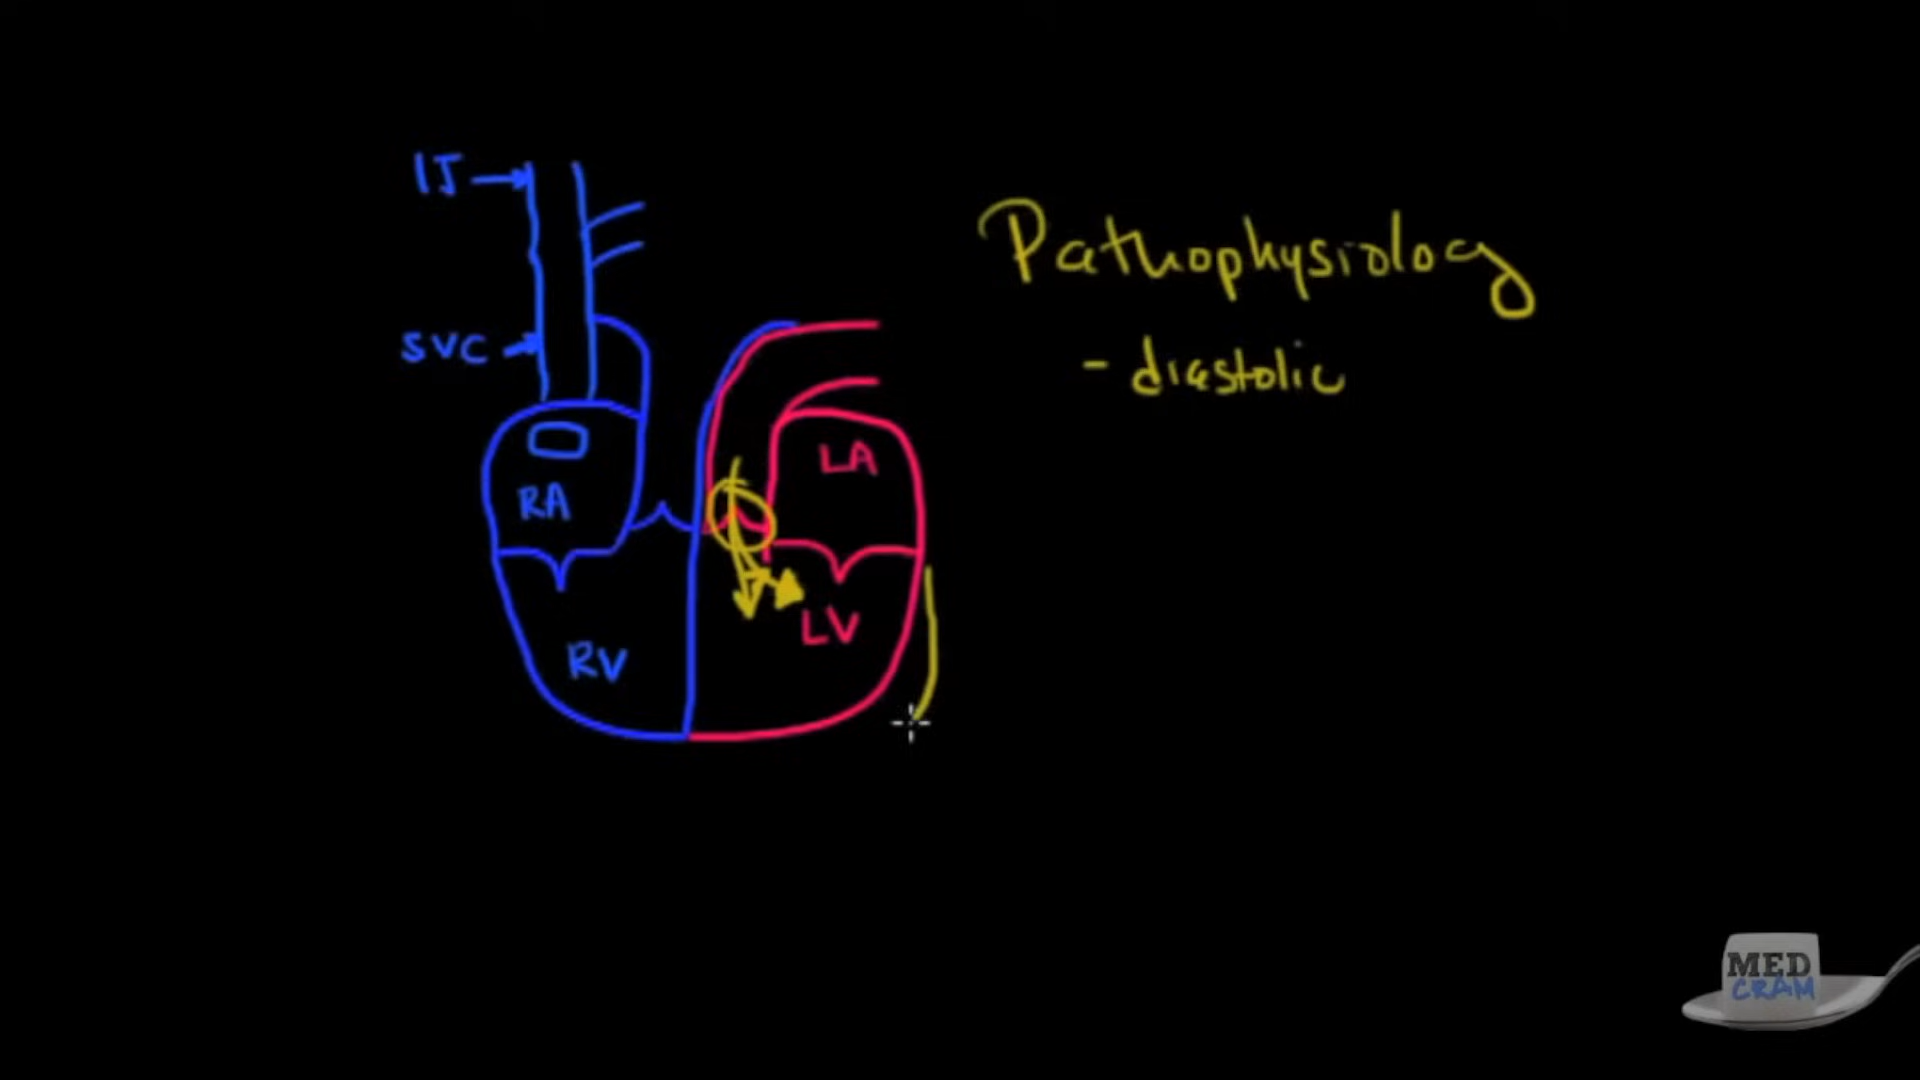 IJ
Pathophysiology
SVC
- diastolic
LA
RA
LV
RV
MED
CRAM